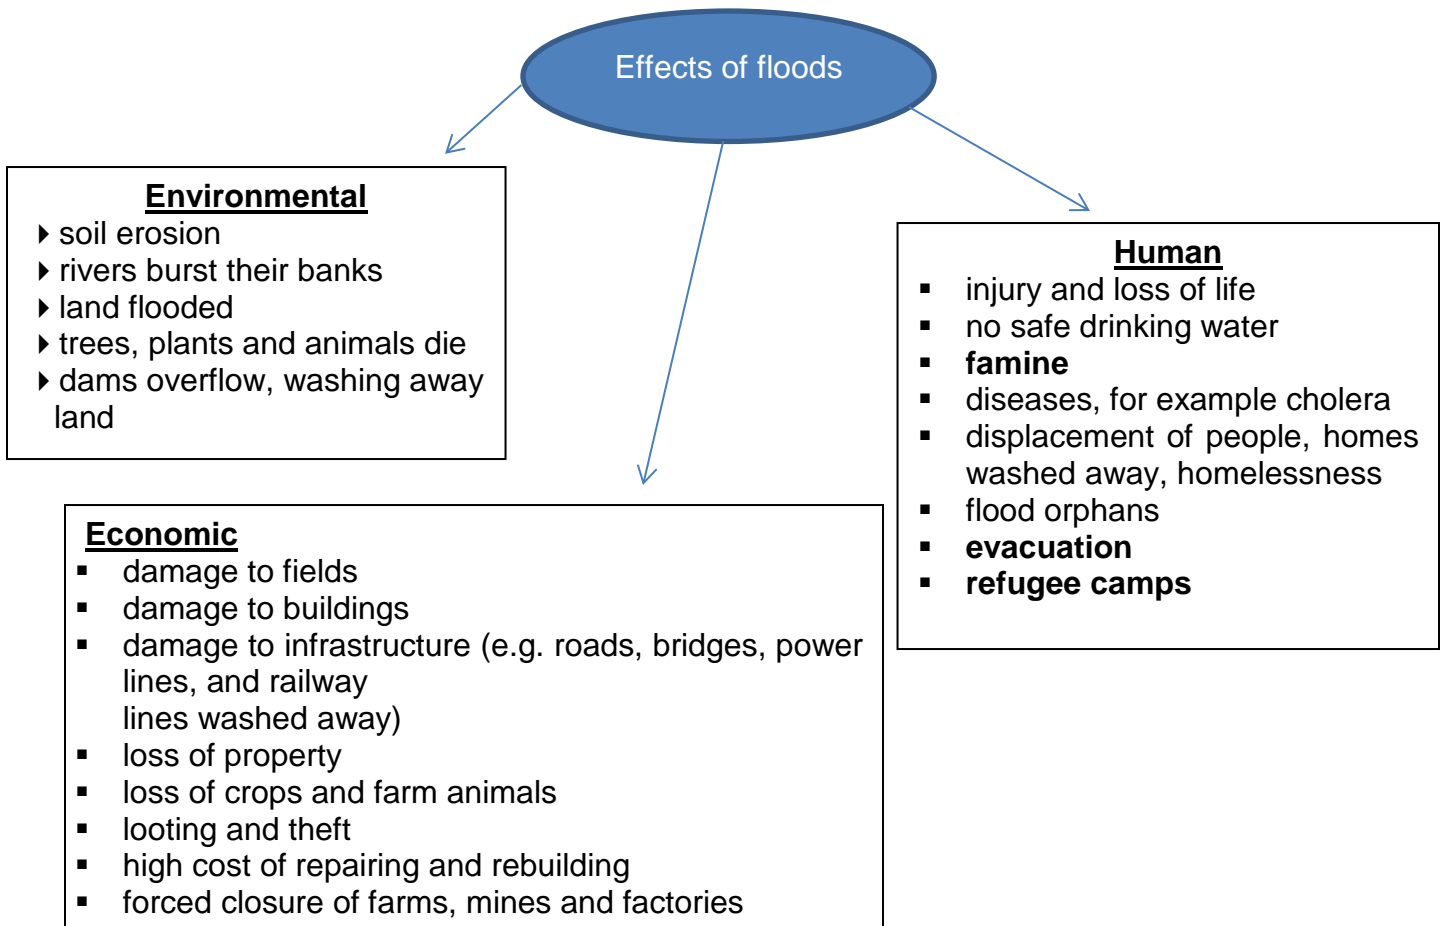 Effects of floods
Environmental
soil erosion
rivers burst their banks
land flooded
trees, plants and animals die
dams overflow, washing away
land
Human
▪ injury and loss of life
▪ no safe drinking water
▪ famine
▪ diseases, for example cholera
▪ displacement of people, homes
washed away, homelessness
▪ flood orphans
▪ evacuation
▪ refugee camps
Economic
▪ damage to fields
▪ damage to buildings
▪ damage to infrastructure (e.g. roads, bridges, power
lines, and railway
lines washed away)
▪ loss of property
▪ loss of crops and farm animals
▪ looting and theft
▪ high cost of repairing and rebuilding
▪ forced closure of farms, mines and factories